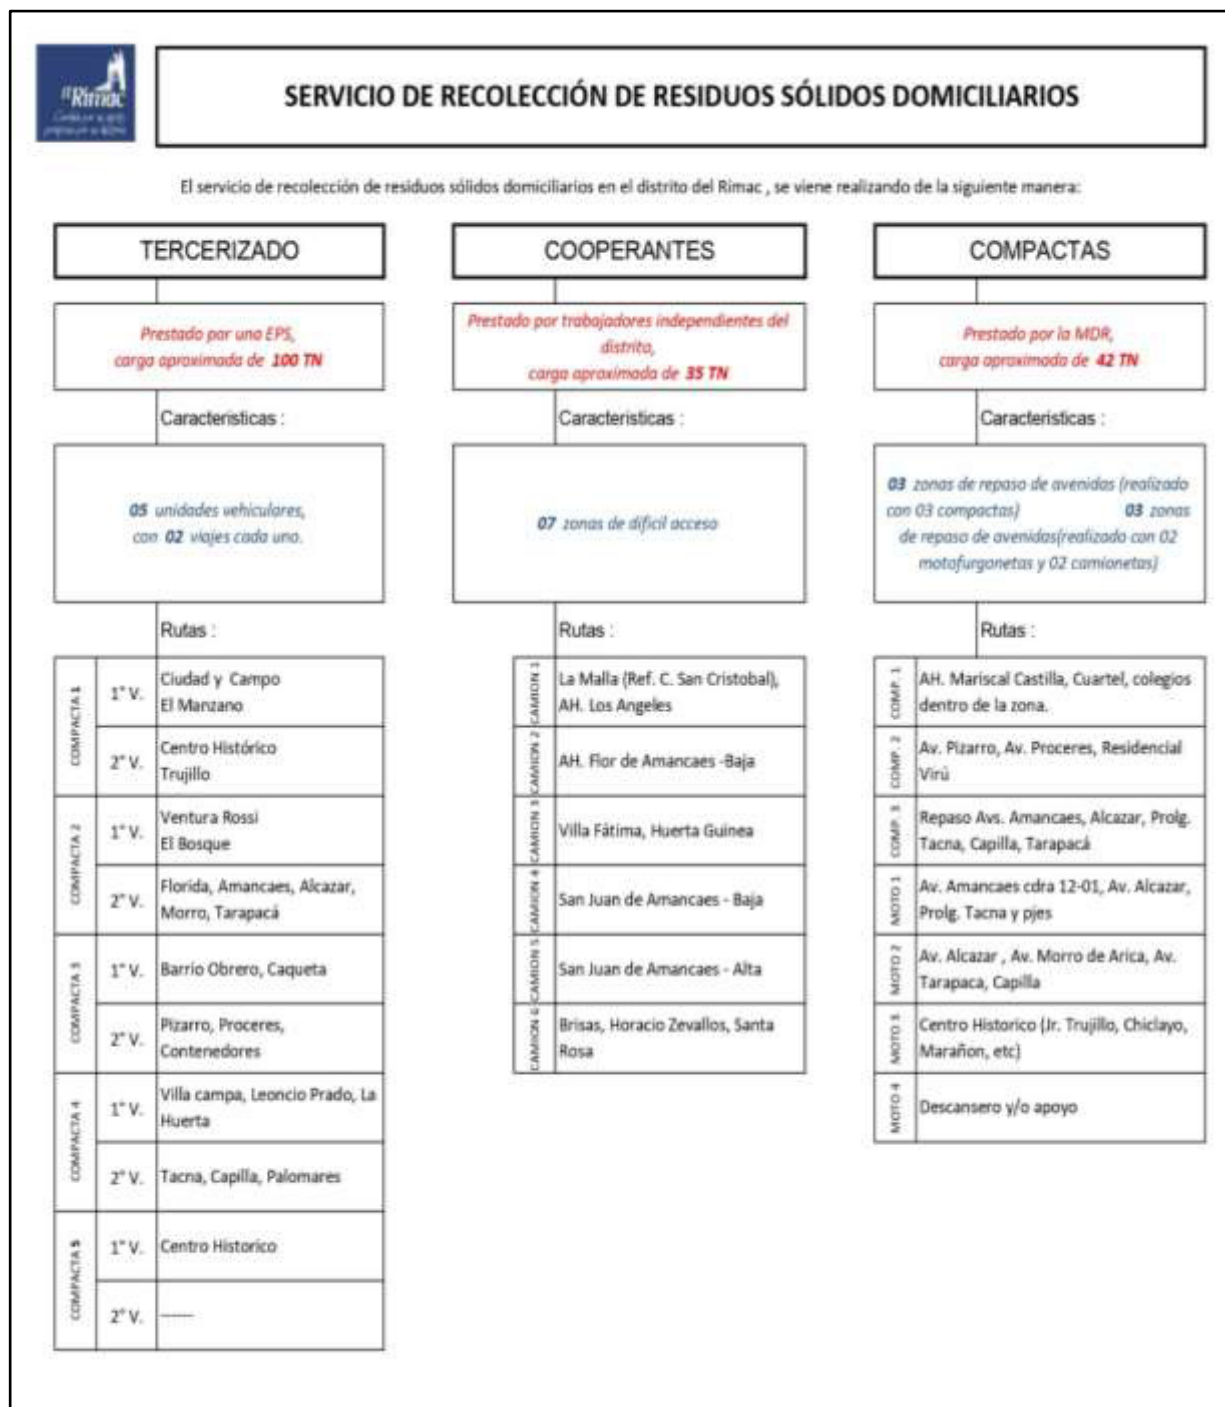 Rimac
SERVICIO DE RECOLECCIÓN DE RESIDUOS SÓLIDOS DOMICILIARIOS
El servicio de recolección de residuos sólidos domiciliarios en el distrito del Rimac , se viene realizando de la siguiente manera:
TERCERIZADO
Prestado por una EPS,
carga aproximada de 100 TN
Caracteristicas :
05 unidades vehiculares,
con 02 viajes cada uno.
Rutas :
COMPACTA 1
1° V.
Ciudad y Campo
El Manzano
2° V.
Centro Histórico
Trujillo
COMPACTA 2
1° V.
Ventura Rossi
El Bosque
2° V.
Florida, Amancaes, Alcazar,
Morro, Tarapacá
COMPACTA 3
1° V.
Barrio Obrero, Caqueta
2° V.
Pizarro, Proceres,
Contenedores
COMPACTA 4
1° V.
Villa campa, Leoncio Prado, La
Huerta
2° V.
Tacna, Capilla, Palomares
COMPACTA 5
1° V.
Centro Historico
2° V.
------
COOPERANTES
Prestado por trabajadores independientes del
distrito,
carga aproximada de 35 TN
Caracteristicas :
07 zonas de dificil acceso
Rutas :
CAMION 1
La Malla (Ref. C. San Cristobal),
AH. Los Angeles
CAMION 2
AH. Flor de Amancaes -Baja
CAMION 3
Villa Fátima, Huerta Guinea
CAMION 4
San Juan de Amancaes - Baja
CAMION 5
San Juan de Amancaes - Alta
CAMION 6
Brisas, Horacio Zevallos, Santa
Rosa
COMPACTAS
Prestado por la MDR,
carga aproximada de 42 TN
Caracteristicas :
03 zonas de repaso de avenidas (realizado
con 03 compactas) 03 zonas
de repaso de avenidas(realizado con 02
motofurgonetas y 02 camionetas)
Rutas :
COMP. 1
AH. Mariscal Castilla, Cuartel, colegios
dentro de la zona.
COMP. 2
Av. Pizarro, Av. Proceres, Residencial
Virú
COMP. 3
Repaso Avs. Amancaes, Alcazar, Prolg.
Tacna, Capilla, Tarapacá
MOTO 1
Av. Amancaes cdra 12-01, Av. Alcazar,
Prolg. Tacna y pjes
MOTO 2
Av. Alcazar , Av. Morro de Arica, Av.
Tarapaca, Capilla
MOTO 3
Centro Historico (Jr. Trujillo, Chiclayo,
Marañon, etc)
MOTO 4
Descansero y/o apoyo